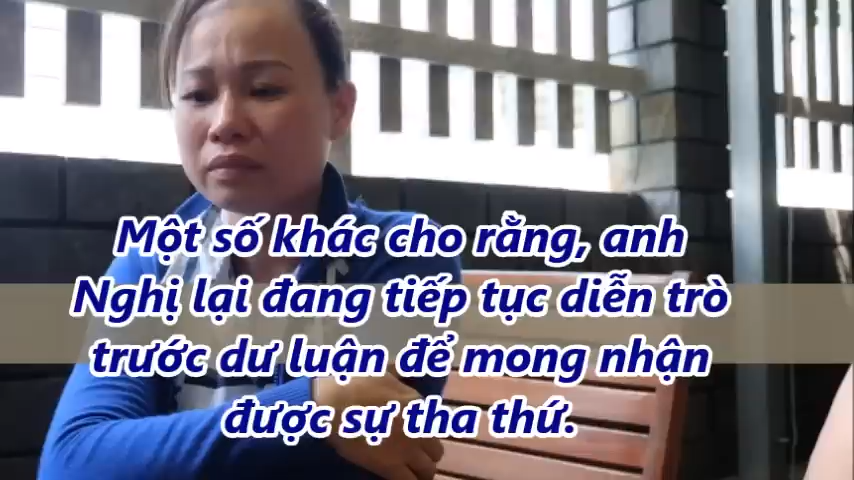 Một số khác cho rằng, anh
Nghị lại đang tiếp tục diễn trò
trước dư luận để mong nhận
được sự tha thứ.